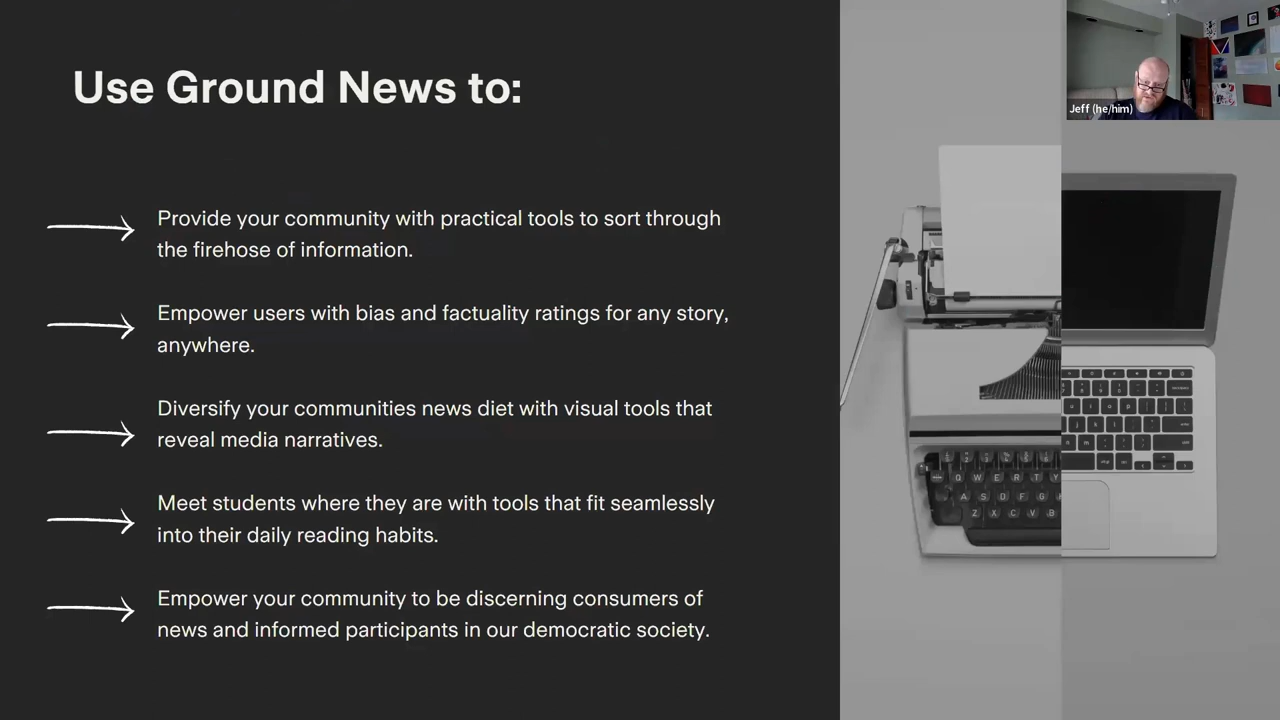 Use Ground News to:
Provide your community with practical tools to sort through
the firehose of information.
Empower users with bias and factuality ratings for any story,
anywhere.
Diversify your communities news diet with visual tools that
reveal media narratives.
Meet students where they are with tools that fit seamlessly
into their daily reading habits.
Empower your community to be discerning consumers of
news and informed participants in our democratic society.
Jeff (he/him)
Q W E R T Y
A S D F G H
Z X C V B